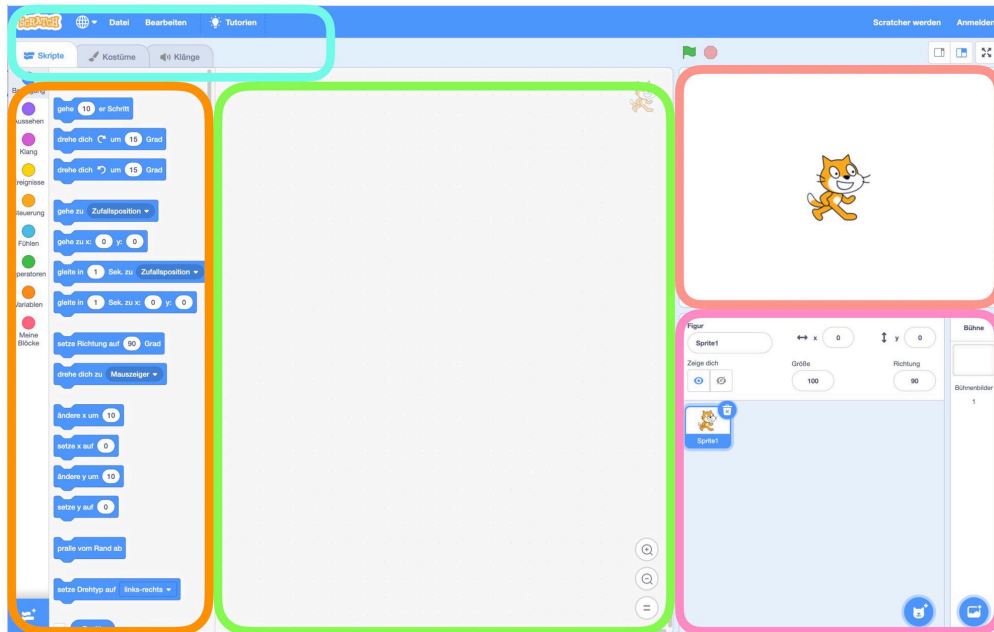 SCRATCH Datei Bearbeiten Tutorien Scratcher werden Anmelden
Skripte Kostüme Klänge
gehe 10 er Schritt
Aussehen
drehe dich um 15 Grad
Klang
drehe dich um 15 Grad
Ereignisse
gehe zu Zufallsposition
Steuerung
gehe zu x: 0 y: 0
Fühlen
gleite in 1 Sek. zu Zufallsposition
Operatoren
gleite in 1 Sek. zu x: 0 y: 0
Variablen
Meine
Blöcke
setze Richtung auf 90 Grad
drehe dich zu Mauszeiger
ändere x um 10
setze x auf 0
ändere y um 10
setze y auf 0
pralle vom Rand ab
setze Drehtyp auf links-rechts
Figur
Sprite1 x 0 y 0
Zeige dich Größe Richtung
100 90
Sprite1
Bühne
Bühnenbilder
1